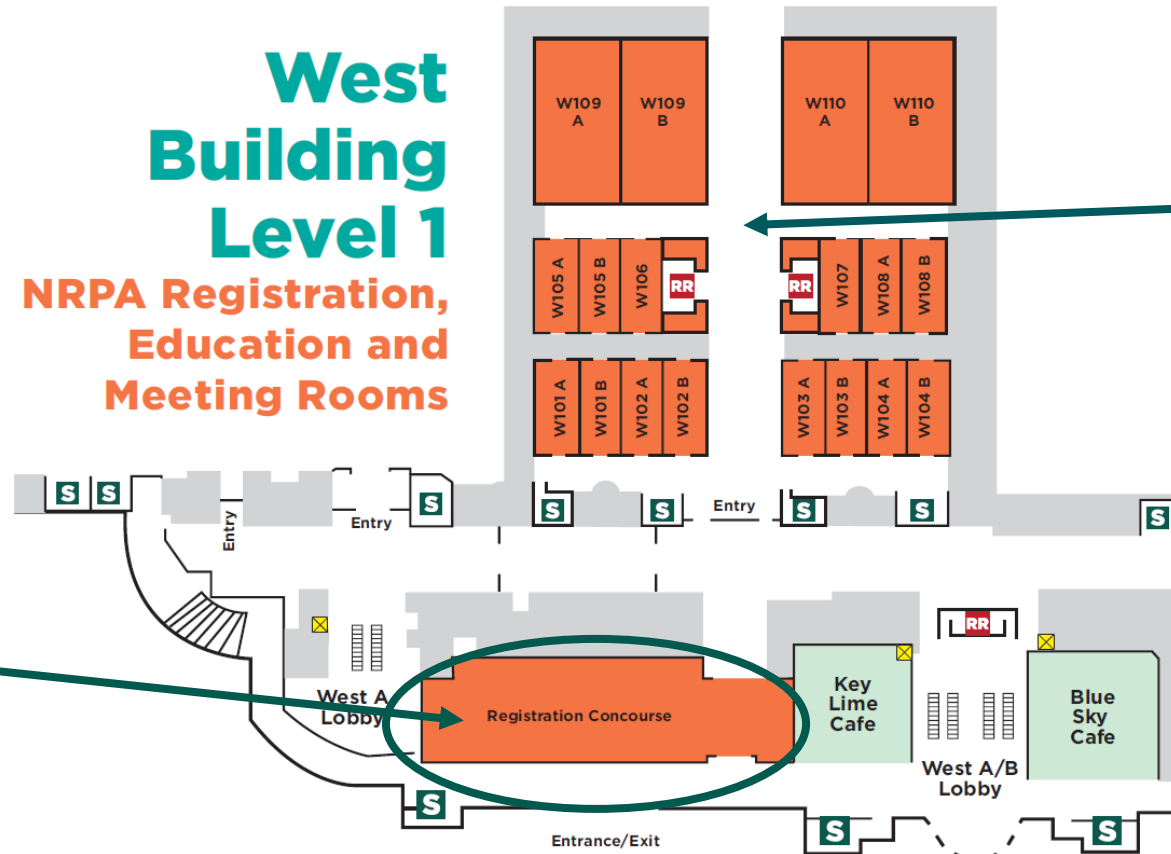 West
Building
Level 1
NRPA Registration,
Education and
Meeting Rooms
W109
A
W109
B
W110
A
W110
B
W105 A
W105 B
W106
RR
RR
W107
W108 A
W108 B
W101 A
W101 B
W102 A
W102 B
W103 A
W103 B
W104 A
W104 B
S
S
S
S
S
S
S
S
Entry
Entry
Entry
RR
West A
Lobby
Registration Concourse
Key
Lime
Cafe
Blue
Sky
Cafe
West A/B
Lobby
S
S
S
Entrance/Exit